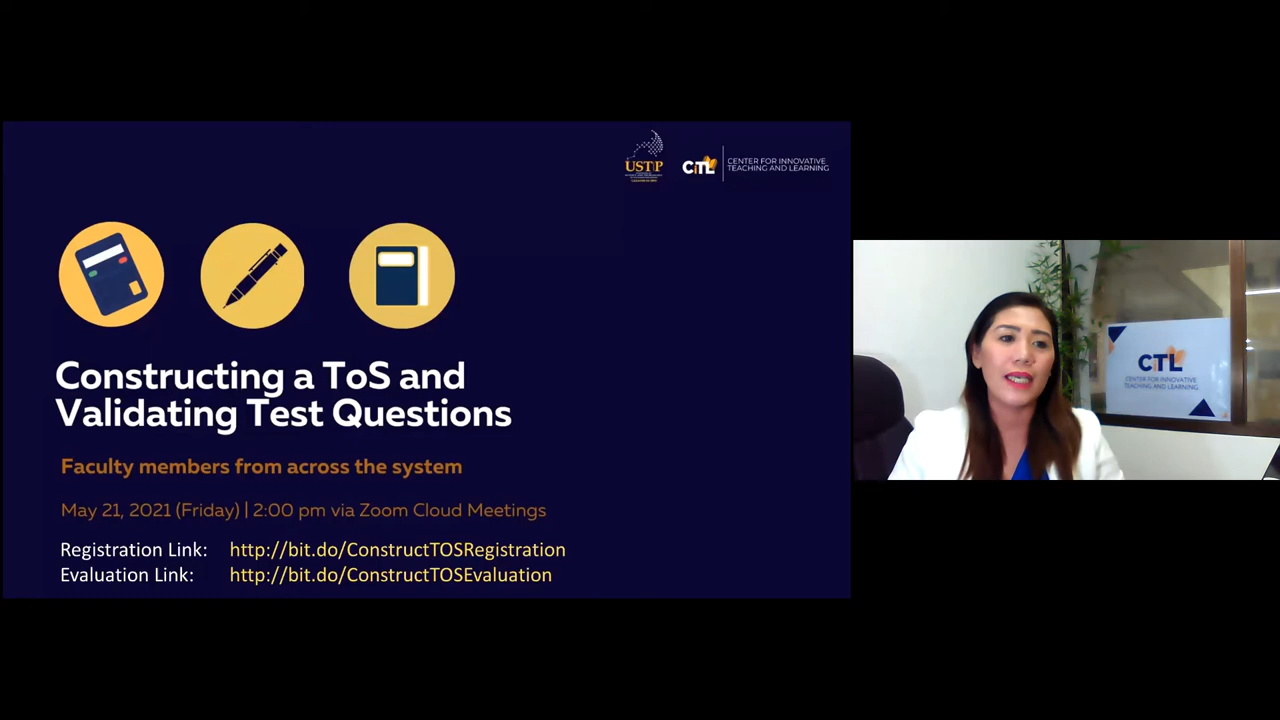 USTP
CiTL
CENTER FOR INNOVATIVE
TEACHING AND LEARNING
Constructing a ToS and
Validating Test Questions
Faculty members from across the system
May 21, 2021 (Friday) | 2:00 pm via Zoom Cloud Meetings
Registration Link: http://bit.do/ConstructTOSRegistration
Evaluation Link: http://bit.do/ConstructTOSEvaluation
CiTL
CENTER FOR INNOVATIVE
TEACHING AND LEARNING